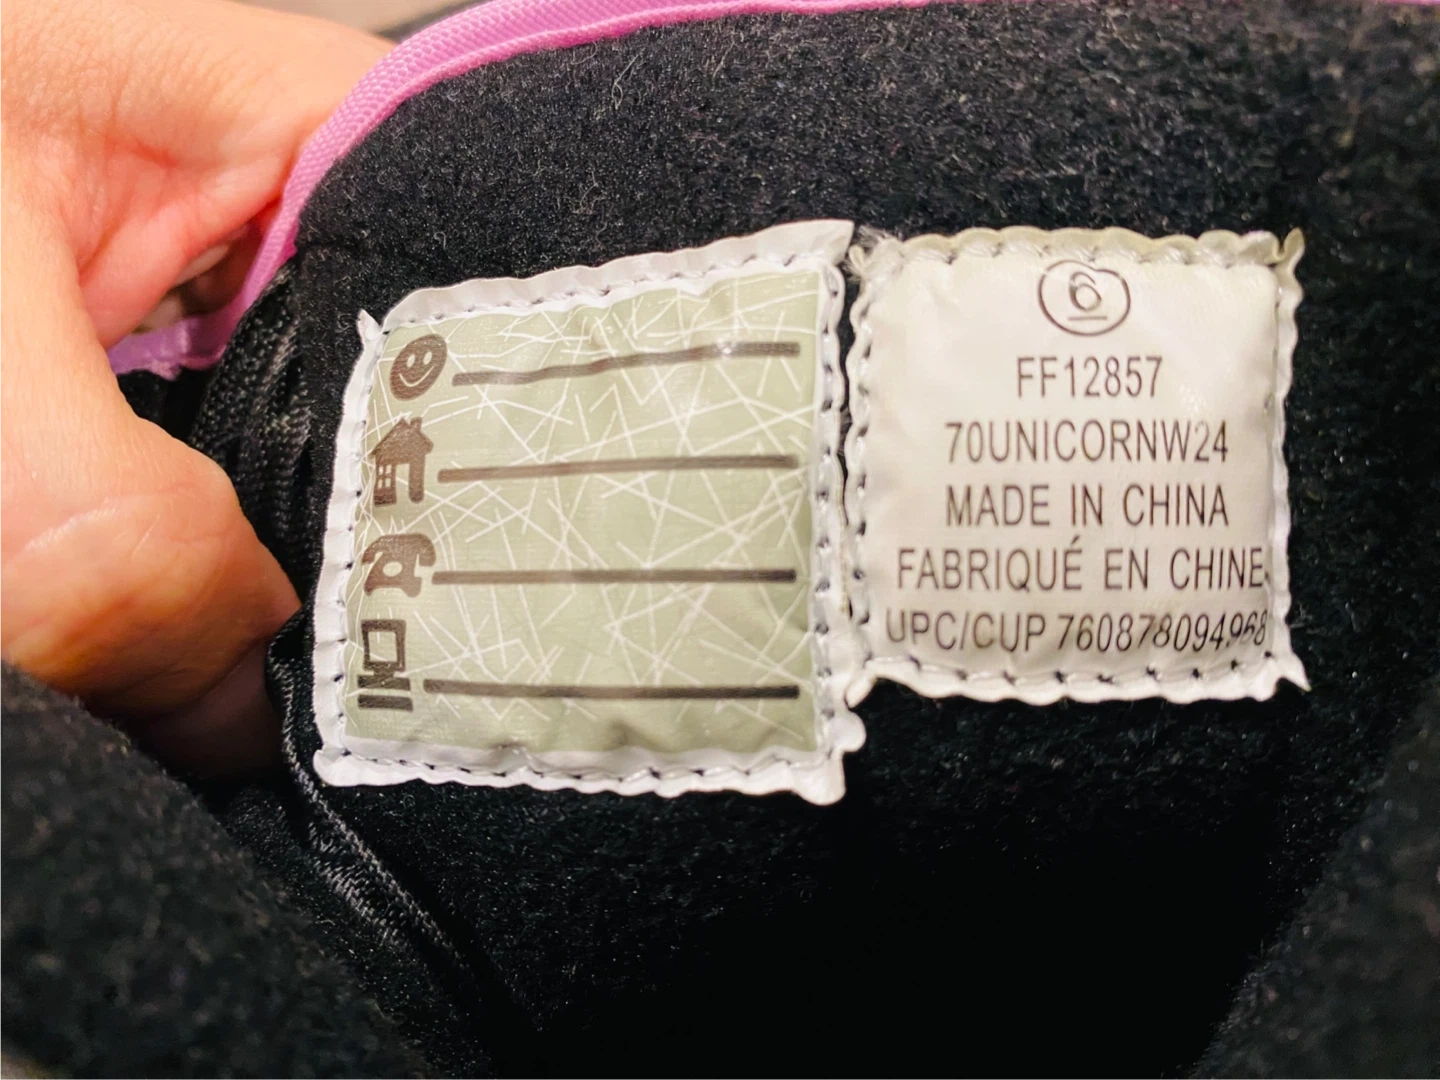 6
FF12857
70UNICORNW24
MADE IN CHINA
FABRIQUÉ EN CHINE
UPC/CUP 760878094968